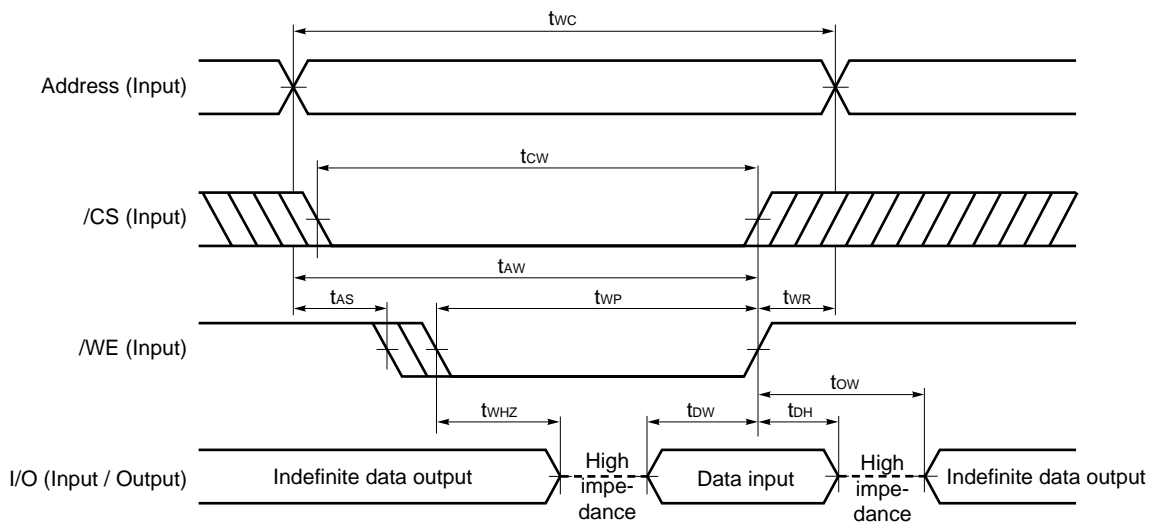 tWC
Address (Input)
tCW
/CS (Input)
tAW
tAS
tWP
tWR
/WE (Input)
tOW
tWHZ
tDW
tDH
I/O (Input / Output)
Indefinite data output
High
impe-
dance
Data input
High
impe-
dance
Indefinite data output